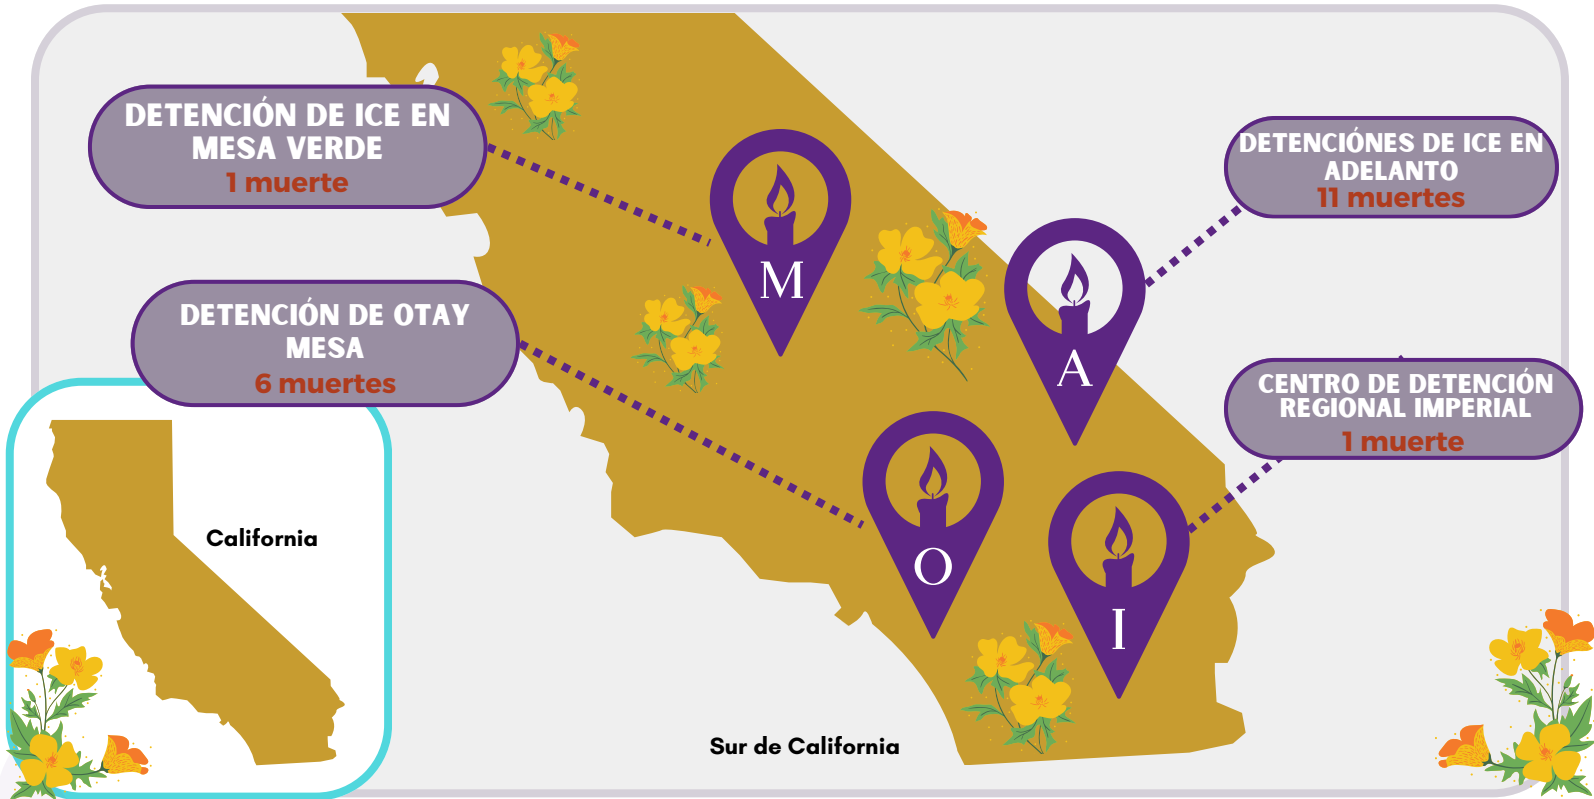 DETENCIÓN DE ICE EN
MESA VERDE
1 muerte
DETENCIÓNES DE ICE EN
ADELANTO
11 muertes
M
A
DETENCIÓN DE OTAY
MESA
6 muertes
CENTRO DE DETENCIÓN
REGIONAL IMPERIAL
1 muerte
O
I
California
Sur de California